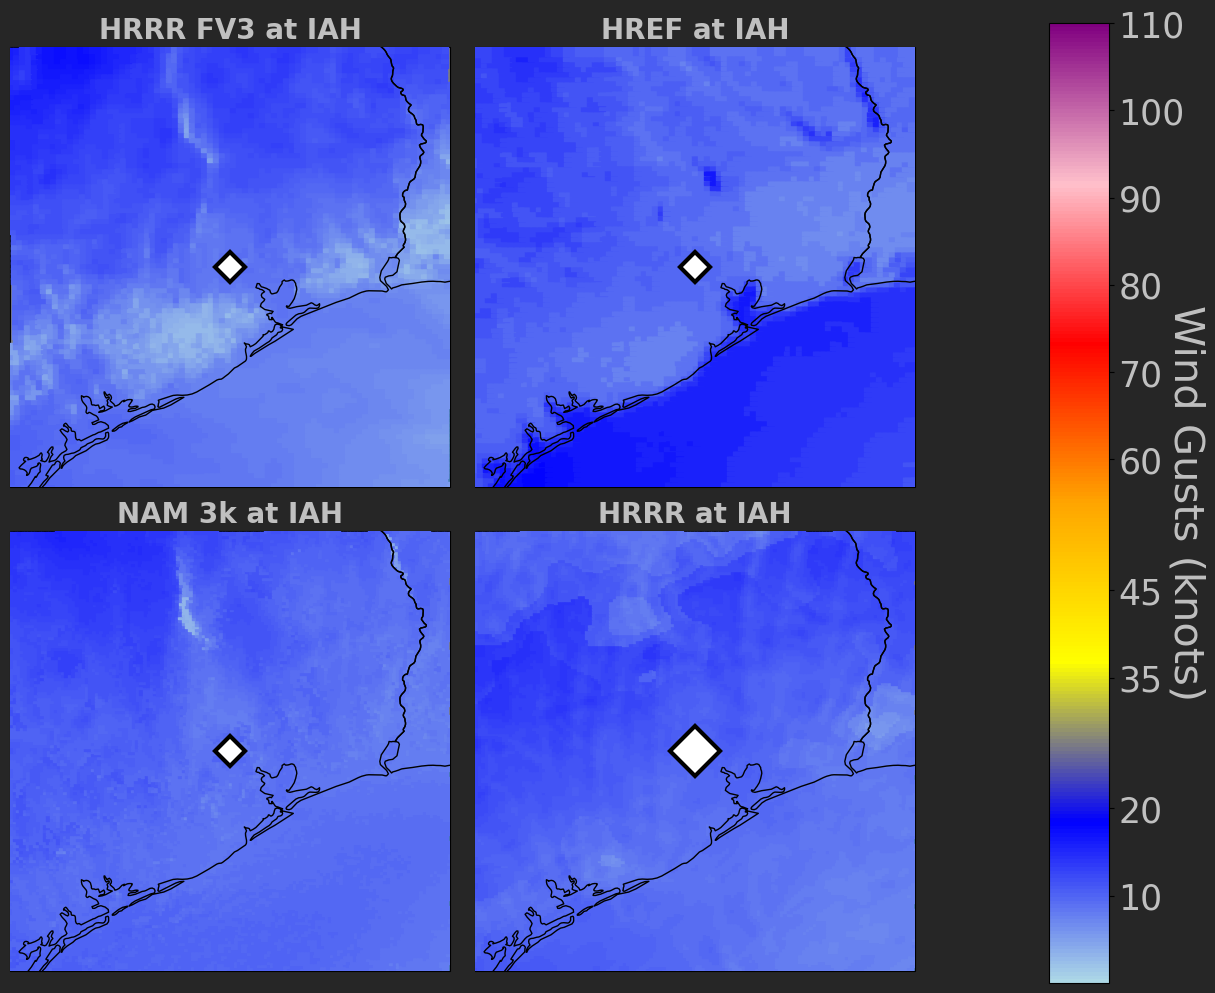 HRRR FV3 at IAH
HREF at IAH
NAM 3k at IAH
HRRR at IAH
110
100
90
80
70
60
45
35
20
10
Wind Gusts (knots)